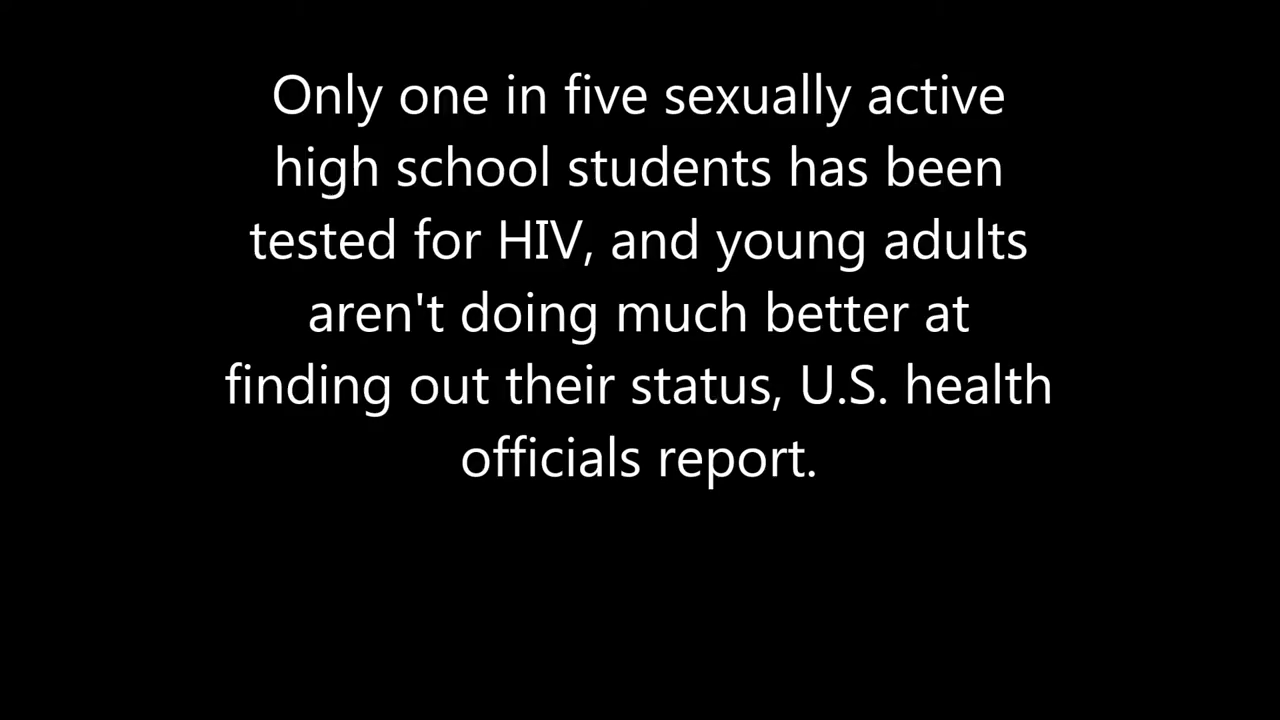 Only one in five sexually active
high school students has been
tested for HIV, and young adults
aren't doing much better at
finding out their status, U.S. health
officials report.